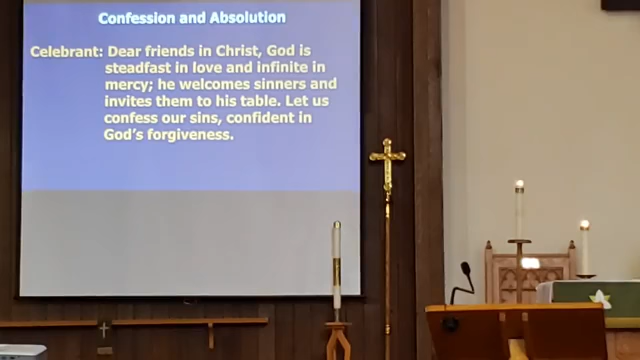 Confession and Absolution
Celebrant: Dear friends in Christ, God is
steadfast in love and infinite in
mercy; he welcomes sinners and
invites them to his table. Let us
confess our sins, confident in
God's forgiveness.